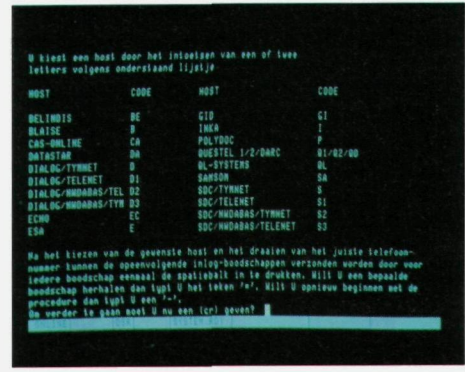 U kiest een host door het intoetsen van een of twee
letters volgens onderstaand lijstje
HOST CODE HOST CODE
BELINDIS BE GID GI
BLAISE B INKA I
CAS-ONLINE CA POLYDOC P
DATASTAR DA QUESTEL 1/2/DARC Q1/Q2/QD
DIALOG/TYMNET D QL-SYSTEMS QL
DIALOG/TELENET D1 SAMSOM SA
DIALOG/NWDABAS/TEL D2 SDC/TYMNET S
DIALOG/NWDABAS/TYM D3 SDC/TELENET S1
ECHO EC SDC/NWDABAS/TYMNET S2
ESA E SDC/NWDABAS/TELENET S3
Na het kiezen van de gewenste host en het draaien van het juiste telefoon-
nummer kunnen de opeenvolgende inlog-boodschappen verzonden worden door voor
iedere boodschap eenmaal de spatiebalk in te drukken. Wilt U een bepaalde
boodschap herhalen dan typt U het teken '*'. Wilt U opnieuw beginnen met de
procedure dan typt U een '-'.
Om verder te gaan moet U nu een (cr) geven?